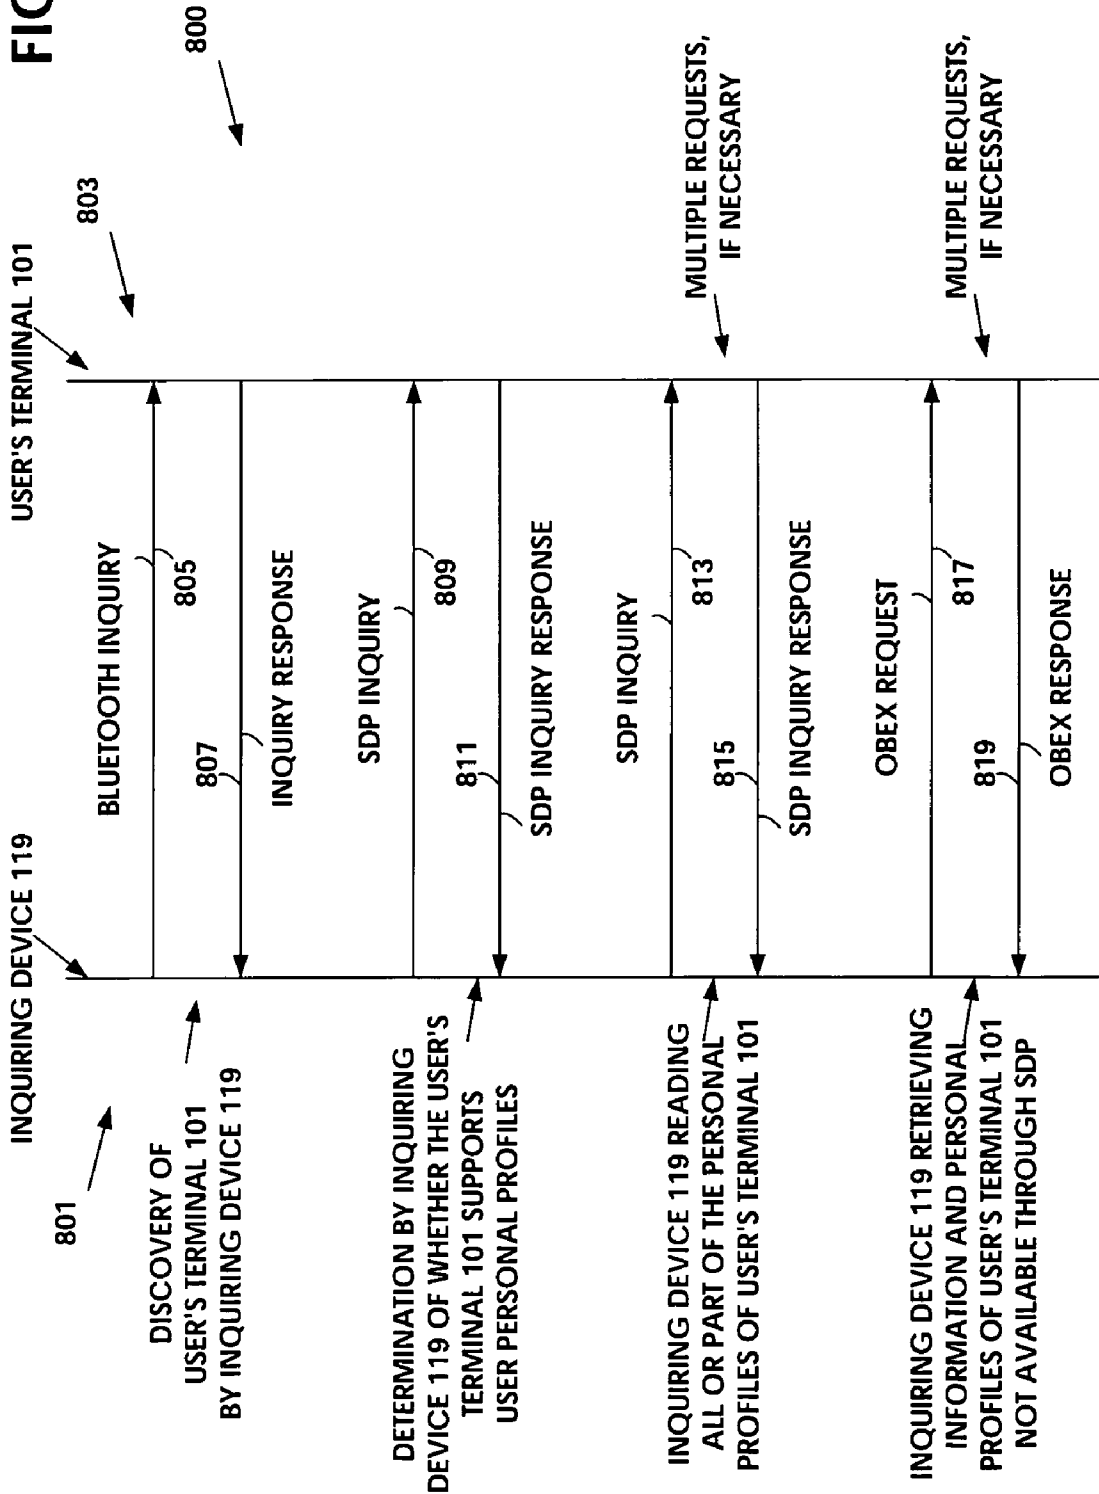 FIG
800
INQUIRING DEVICE 119
USER'S TERMINAL 101
801
803
DISCOVERY OF
USER'S TERMINAL 101
BY INQUIRING DEVICE 119
BLUETOOTH INQUIRY
805
807
INQUIRY RESPONSE
DETERMINATION BY INQUIRING
DEVICE 119 OF WHETHER THE USER'S
TERMINAL 101 SUPPORTS
USER PERSONAL PROFILES
SDP INQUIRY
809
811
SDP INQUIRY RESPONSE
INQUIRING DEVICE 119 READING
ALL OR PART OF THE PERSONAL
PROFILES OF USER'S TERMINAL 101
SDP INQUIRY
813
815
SDP INQUIRY RESPONSE
MULTIPLE REQUESTS,
IF NECESSARY
INQUIRING DEVICE 119 RETRIEVING
INFORMATION AND PERSONAL
PROFILES OF USER'S TERMINAL 101
NOT AVAILABLE THROUGH SDP
OBEX REQUEST
817
819
OBEX RESPONSE
MULTIPLE REQUESTS,
IF NECESSARY